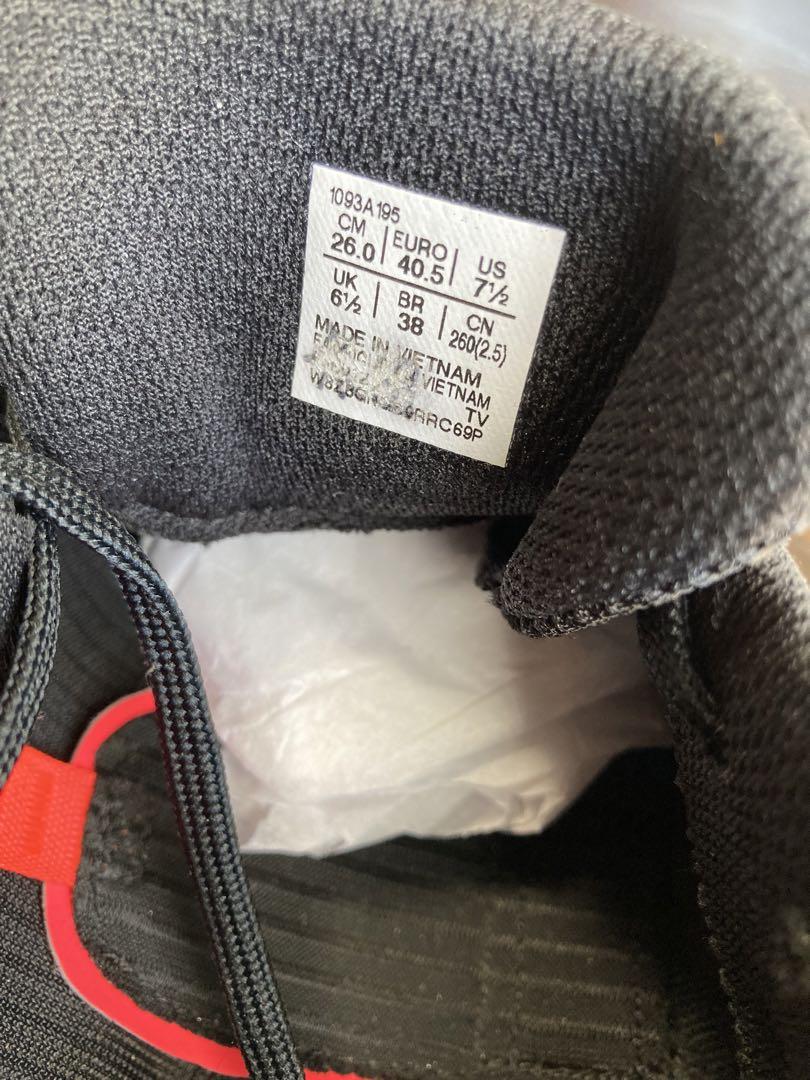 1093A195
CM 26.0 | EURO 40.5 | US 7½
UK 6½ | BR 38 | CN 260(2.5)
MADE IN VIETNAM
VIETNAM
TV